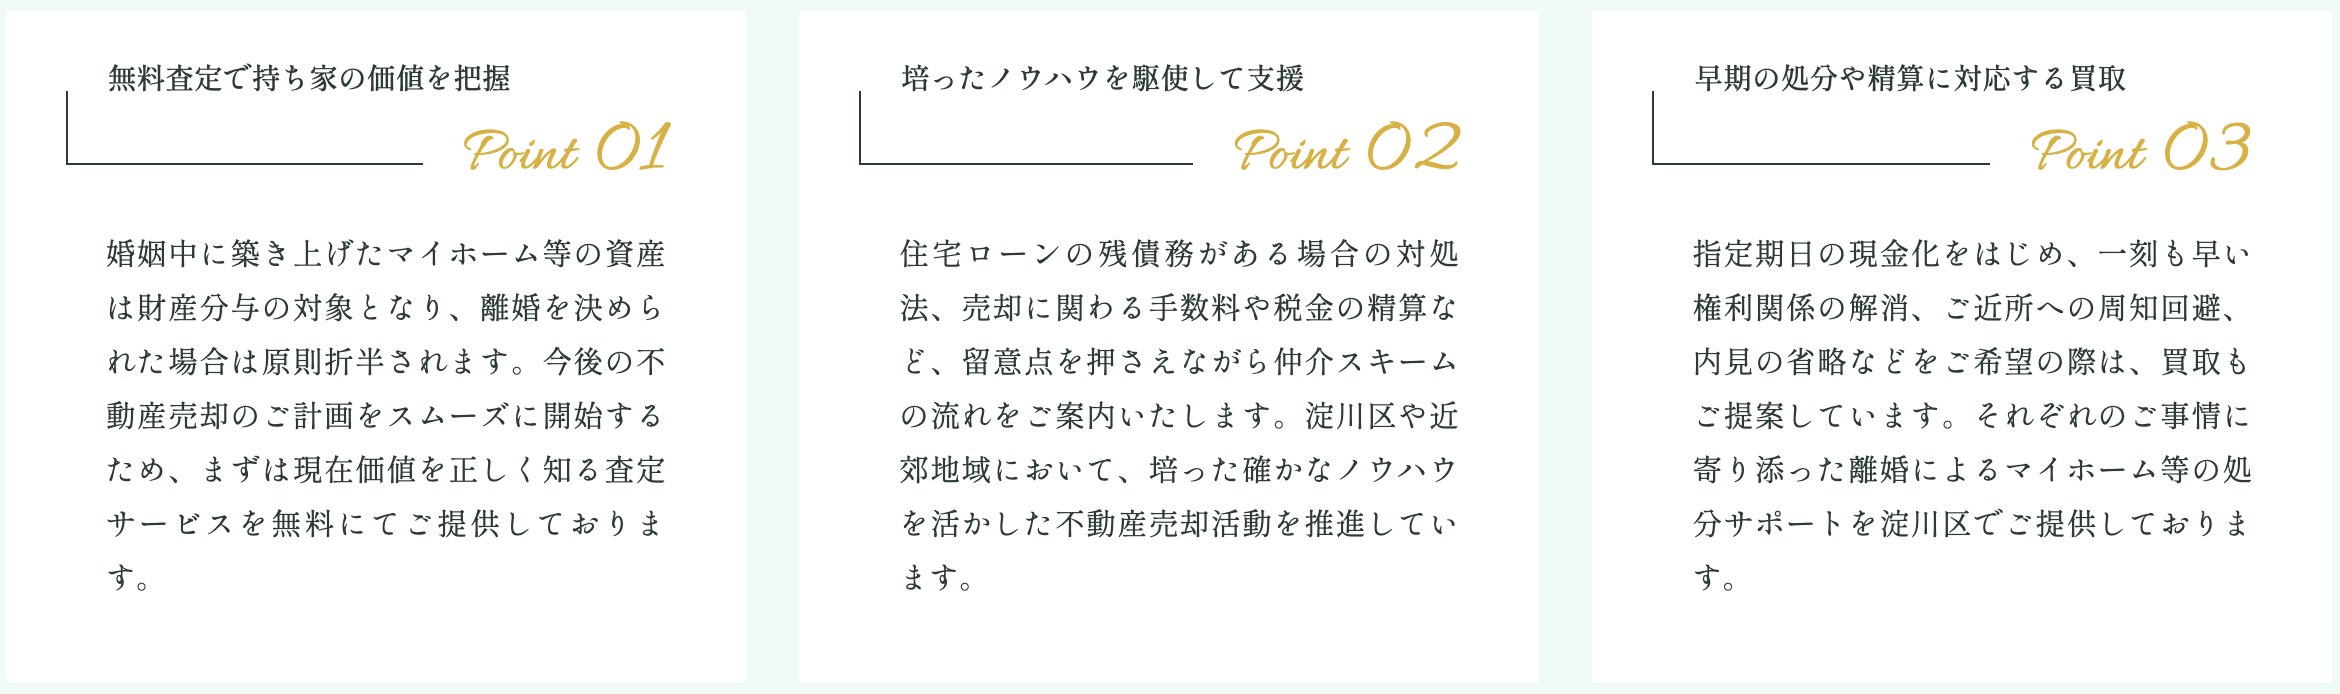 無料査定で持ち家の価値を把握
Point 01
婚姻中に築き上げたマイホーム等の資産
は財産分与の対象となり、離婚を決めら
れた場合は原則折半されます。今後の不
動産売却のご計画をスムーズに開始する
ため、まずは現在価値を正しく知る査定
サービスを無料にてご提供しておりま
す。
培ったノウハウを駆使して支援
Point 02
住宅ローンの残債務がある場合の対処
法、売却に関わる手数料や税金の精算な
ど、留意点を押さえながら仲介スキーム
の流れをご案内いたします。淀川区や近
郊地域において、培った確かなノウハウ
を活かした不動産売却活動を推進してい
ます。
早期の処分や精算に対応する買取
Point 03
指定期日の現金化をはじめ、一刻も早い
権利関係の解消、ご近所への周知回避、
内見の省略などをご希望の際は、買取も
ご提案しています。それぞれのご事情に
寄り添った離婚によるマイホーム等の処
分サポートを淀川区でご提供しておりま
す。